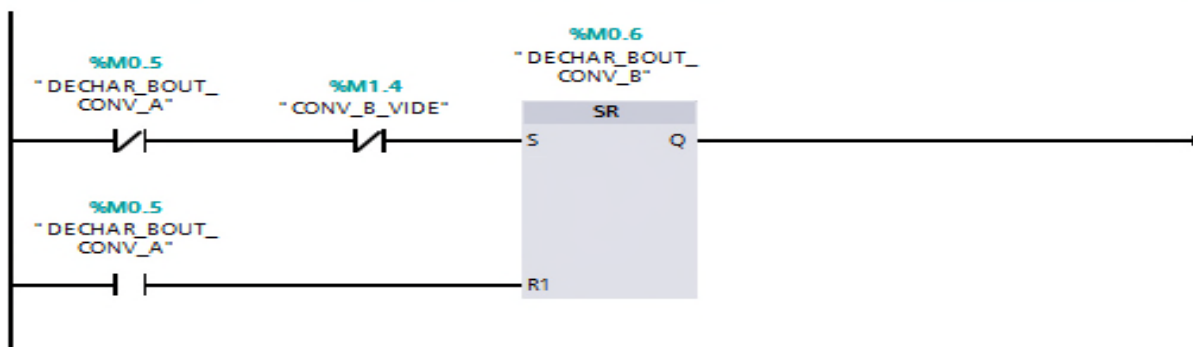 %M0.5
"DECHAR_BOUT_
CONV_A"
%M1.4
"CONV_B_VIDE"
%M0.6
"DECHAR_BOUT_
CONV_B"
SR
S
Q
%M0.5
"DECHAR_BOUT_
CONV_A"
R1